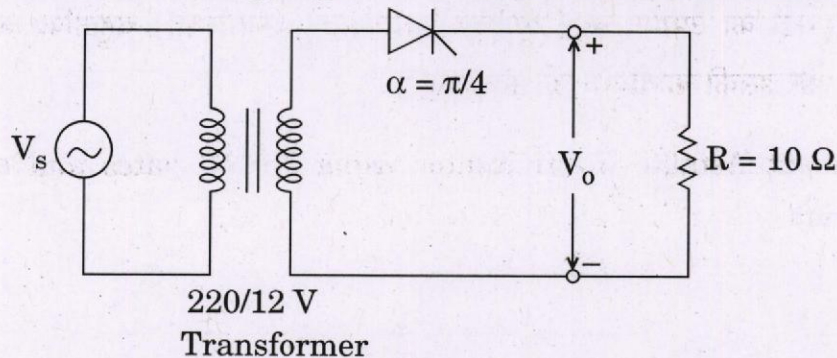 α = π/4
+
V_s
V_o
R = 10 Ω
−
220/12 V
Transformer